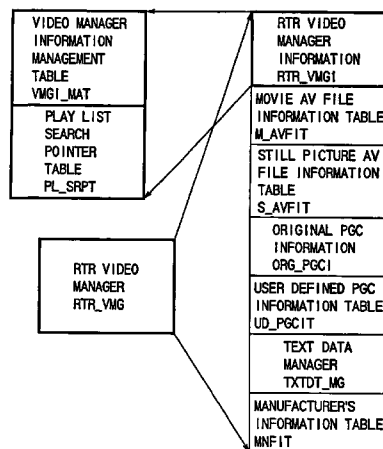 VIDEO MANAGER
INFORMATION
MANAGEMENT
TABLE
VMGI_MAT
PLAY LIST
SEARCH
POINTER
TABLE
PL_SRPT
RTR VIDEO
MANAGER
RTR_VMG
RTR VIDEO
MANAGER
INFORMATION
RTR_VMGI
MOVIE AV FILE
INFORMATION TABLE
M_AVFIT
STILL PICTURE AV
FILE INFORMATION
TABLE
S_AVFIT
ORIGINAL PGC
INFORMATION
ORG_PGCI
USER DEFINED PGC
INFORMATION TABLE
UD_PGCIT
TEXT DATA
MANAGER
TXTDT_MG
MANUFACTURER'S
INFORMATION TABLE
MNFIT